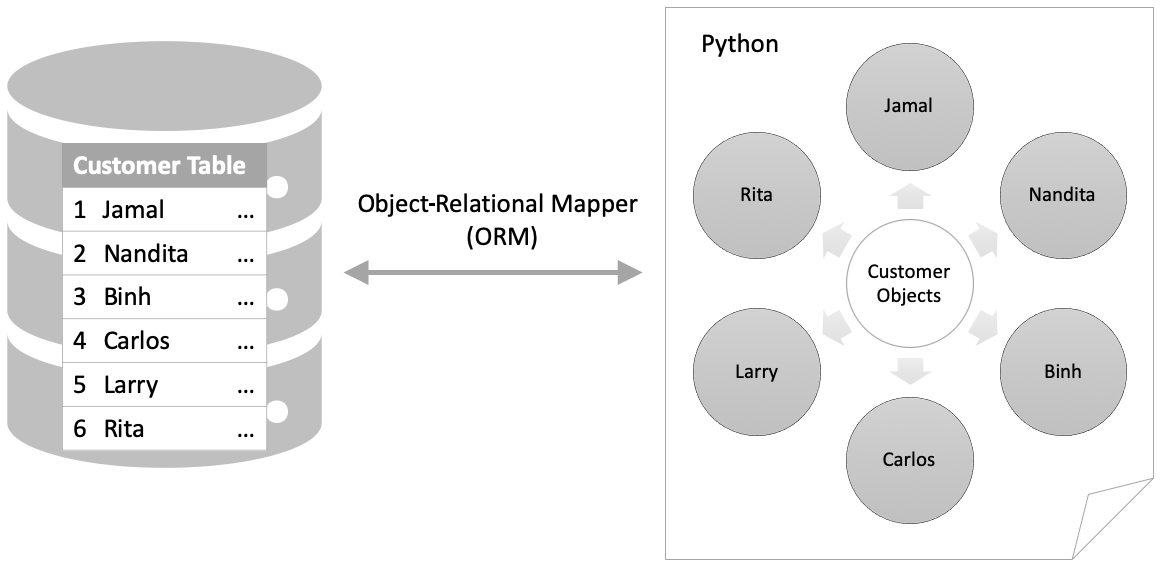 Customer Table
1 Jamal ...
2 Nandita ...
3 Binh ...
4 Carlos ...
5 Larry ...
6 Rita ...
Object-Relational Mapper
(ORM)
Python
Jamal
Nandita
Binh
Carlos
Larry
Rita
Customer
Objects